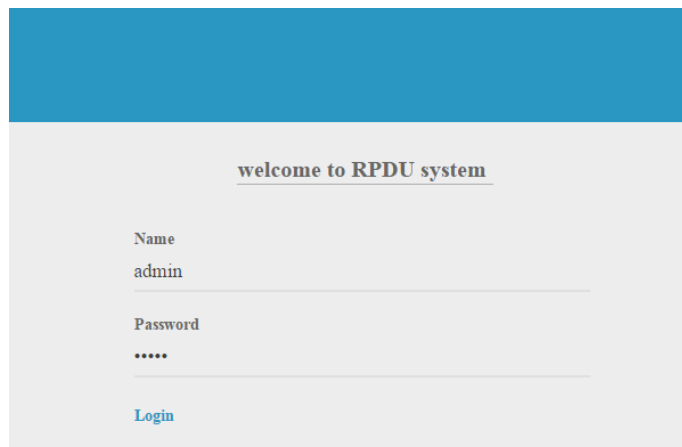 welcome to RPDU system
Name
admin
Password
•••••
Login